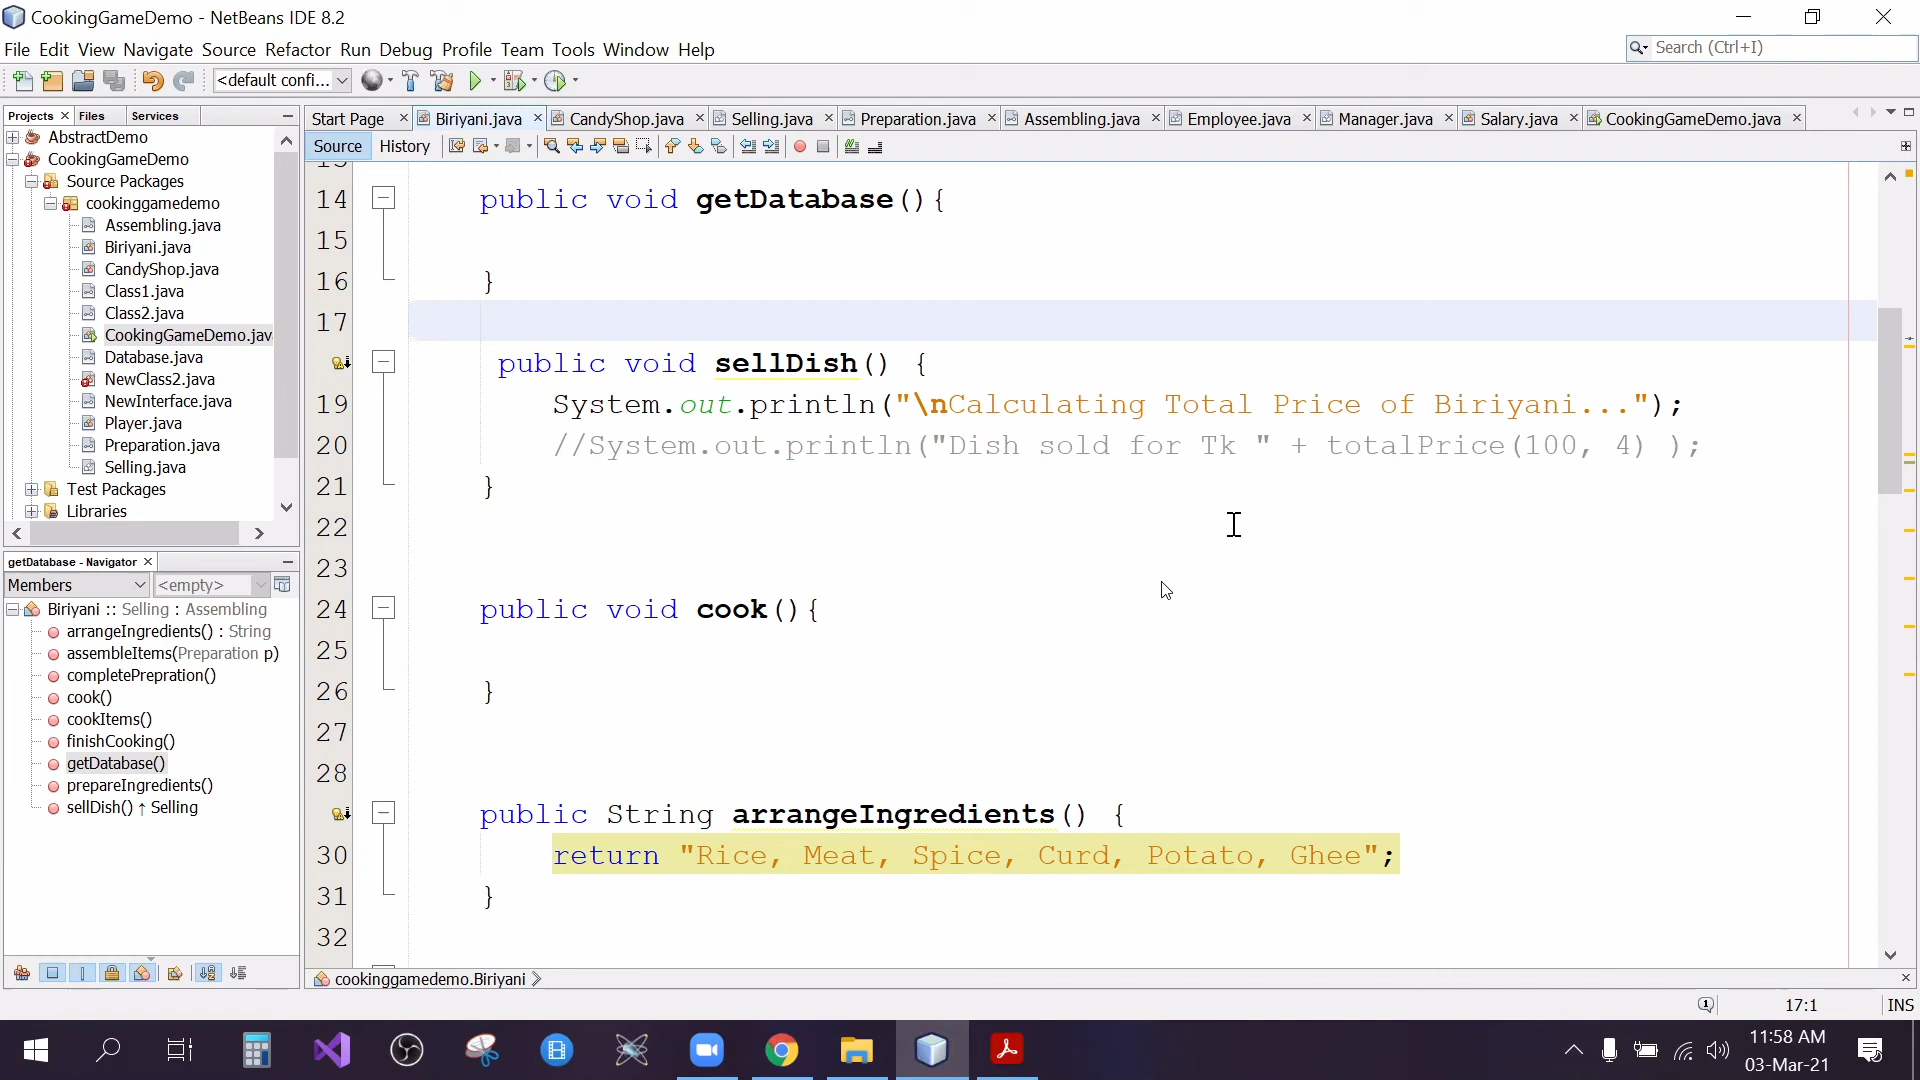 CookingGameDemo - NetBeans IDE 8.2
File Edit View Navigate Source Refactor Run Debug Profile Team Tools Window Help
Search (Ctrl+I)
<default confi...
Projects Files Services
AbstractDemo
CookingGameDemo
Source Packages
cookinggamedemo
Assembling.java
Biriyani.java
CandyShop.java
Class1.java
Class2.java
CookingGameDemo.jav
Database.java
NewClass2.java
NewInterface.java
Player.java
Preparation.java
Selling.java
Test Packages
Libraries
getDatabase - Navigator
Members <empty>
Biriyani :: Selling : Assembling
arrangeIngredients() : String
assembleItems(Preparation p)
completePrepration()
cook()
cookItems()
finishCooking()
getDatabase()
prepareIngredients()
sellDish() ↑ Selling
Start Page Biriyani.java CandyShop.java Selling.java Preparation.java Assembling.java Employee.java Manager.java Salary.java CookingGameDemo.java
Source History
14 public void getDatabase(){
15
16 }
17
public void sellDish() {
19 System.out.println("\nCalculating Total Price of Biriyani...");
20 //System.out.println("Dish sold for Tk " + totalPrice(100, 4) );
21 }
22
23
24 public void cook(){
25
26 }
27
28
public String arrangeIngredients() {
30 return "Rice, Meat, Spice, Curd, Potato, Ghee";
31 }
32
cookinggamedemo.Biriyani
17:1 INS
11:58 AM
03-Mar-21